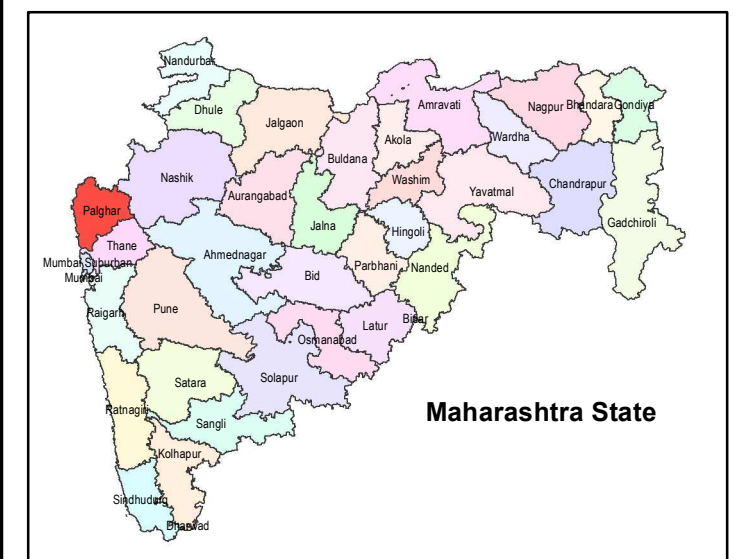 Nandurbar
Dhule
Jalgaon
Amravati
Nagpur
Bhandara
Gondiya
Akola
Wardha
Buldana
Nashik
Washim
Chandrapur
Aurangabad
Yavatmal
Palghar
Jalna
Hingoli
Gadchiroli
Thane
Ahmednagar
Mumbai Suburban
Parbhani
Nanded
Mumbai
Bid
Raigarh
Pune
Bidar
Latur
Osmanabad
Solapur
Satara
Ratnagiri
Maharashtra State
Sangli
Kolhapur
Sindhudurg
Dharwad